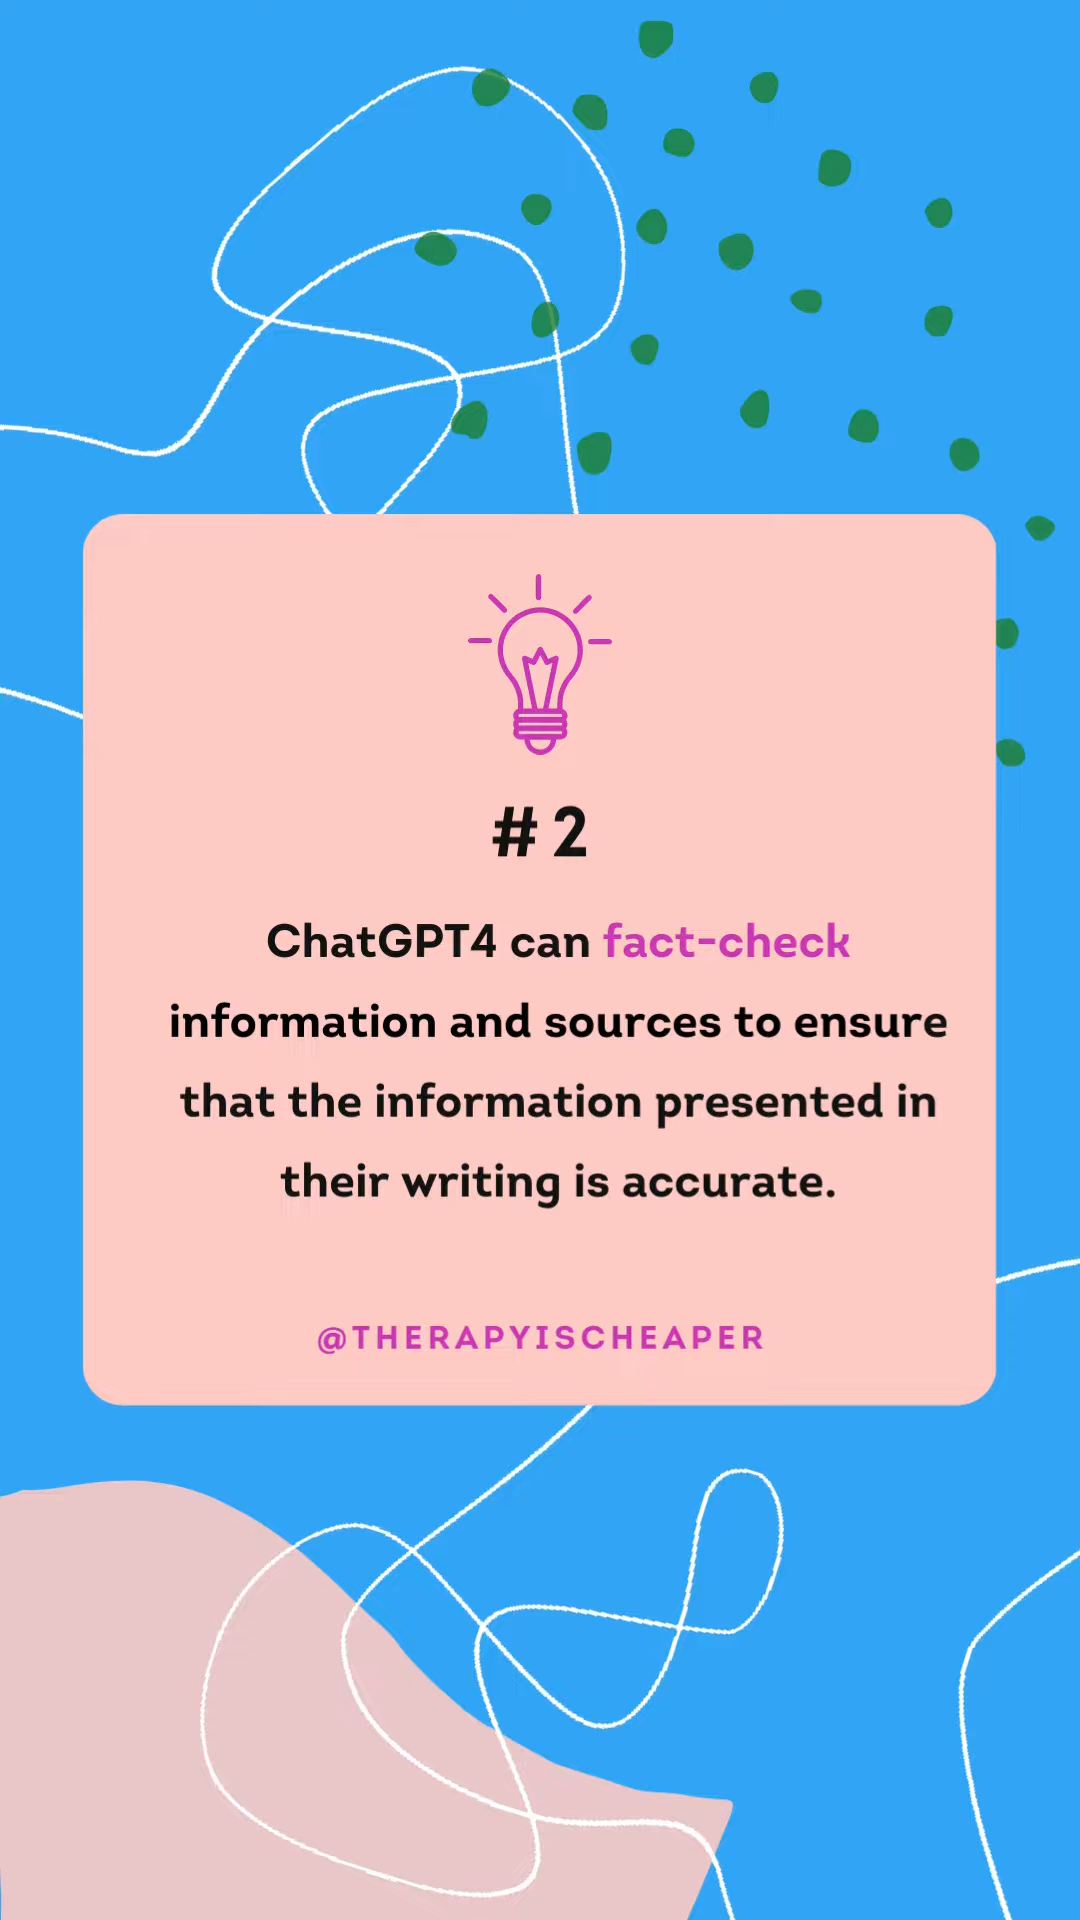 #2
ChatGPT4 can fact-check
information and sources to ensure
that the information presented in
their writing is accurate.
@THERAPYISCHEAPER